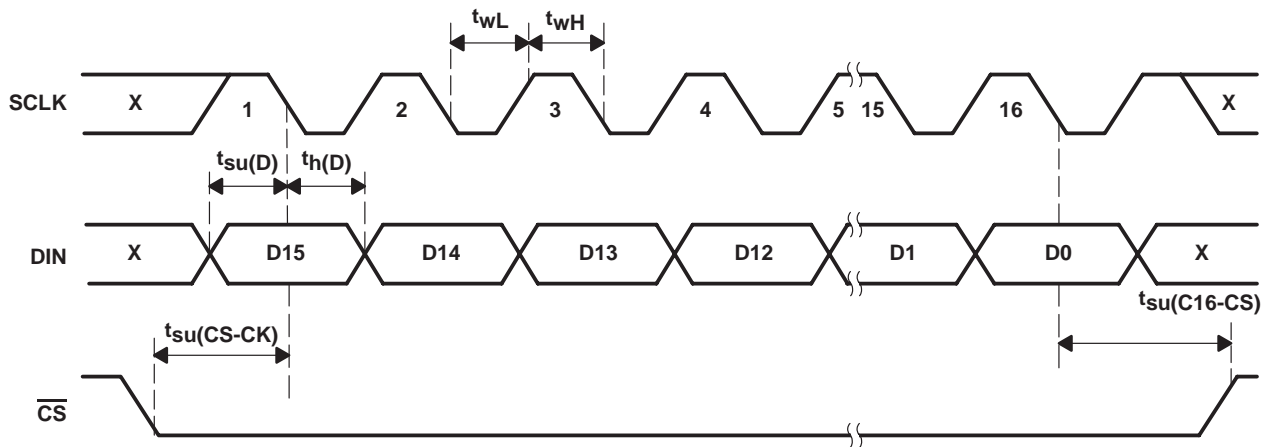 twL twH
SCLK X 1 2 3 4 5 15 16 X
tsu(D) th(D)
DIN X D15 D14 D13 D12 D1 D0 X
tsu(CS-CK) tsu(C16-CS)
CS